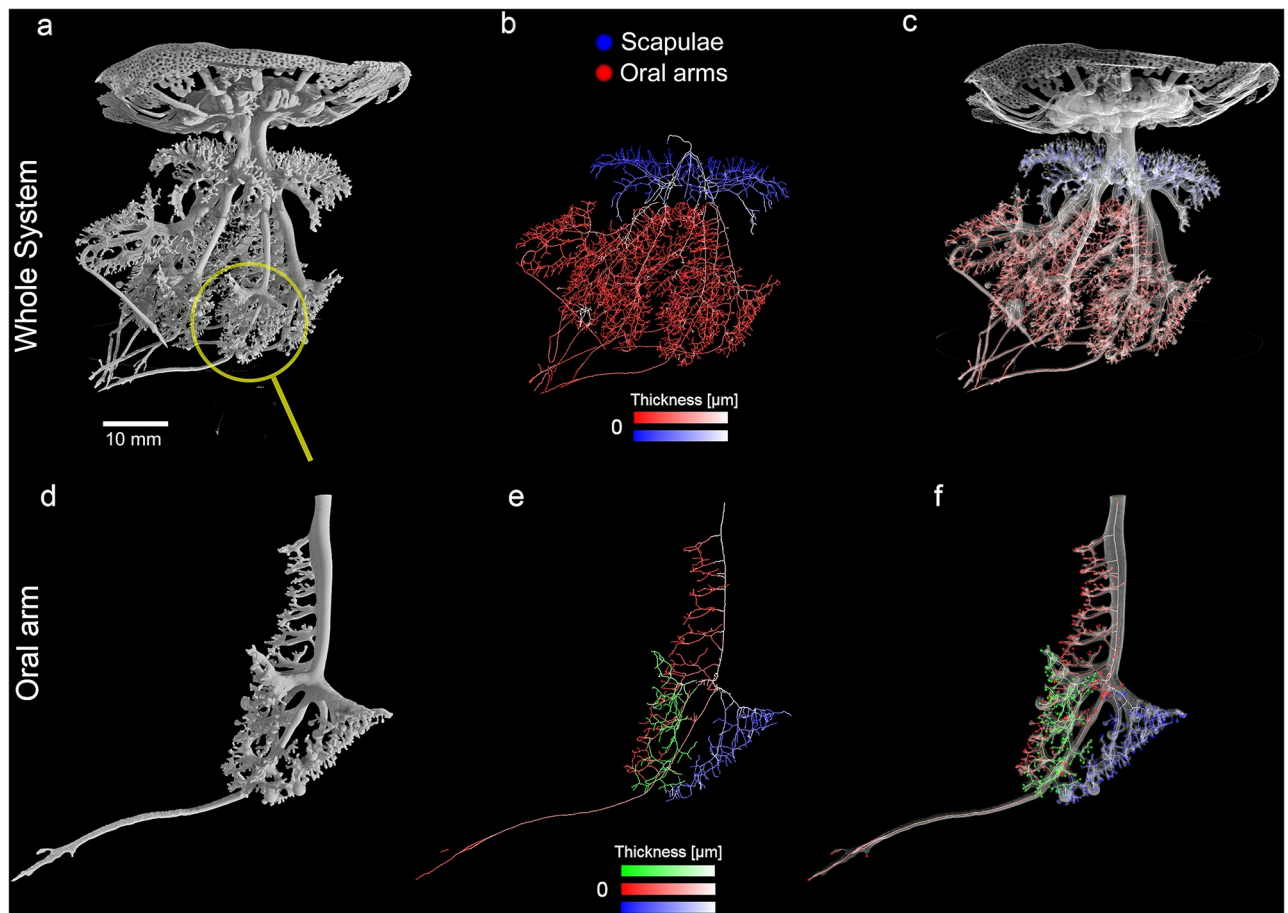 a
b
Scapulae
Oral arms
c
Whole System
10 mm
Thickness [µm]
0
d
e
f
Oral arm
Thickness [µm]
0